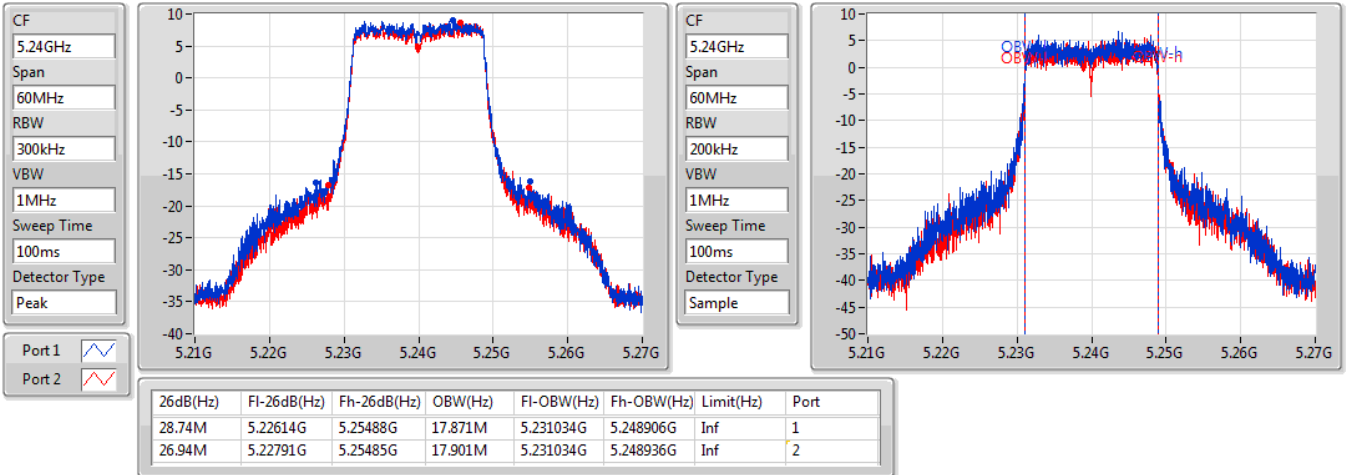 CF
5.24GHz
Span
60MHz
RBW
300kHz
VBW
1MHz
Sweep Time
100ms
Detector Type
Peak
Port 1
Port 2
10
5
0
-5
-10
-15
-20
-25
-30
-35
-40
5.21G 5.22G 5.23G 5.24G 5.25G 5.26G 5.27G
CF
5.24GHz
Span
60MHz
RBW
200kHz
VBW
1MHz
Sweep Time
100ms
Detector Type
Sample
10
5
0
-5
-10
-15
-20
-25
-30
-35
-40
-45
-50
5.21G 5.22G 5.23G 5.24G 5.25G 5.26G 5.27G
26dB(Hz) Fl-26dB(Hz) Fh-26dB(Hz) OBW(Hz) Fl-OBW(Hz) Fh-OBW(Hz) Limit(Hz) Port
28.74M 5.22614G 5.25488G 17.871M 5.231034G 5.248906G Inf 1
26.94M 5.22791G 5.25485G 17.901M 5.231034G 5.248936G Inf 2